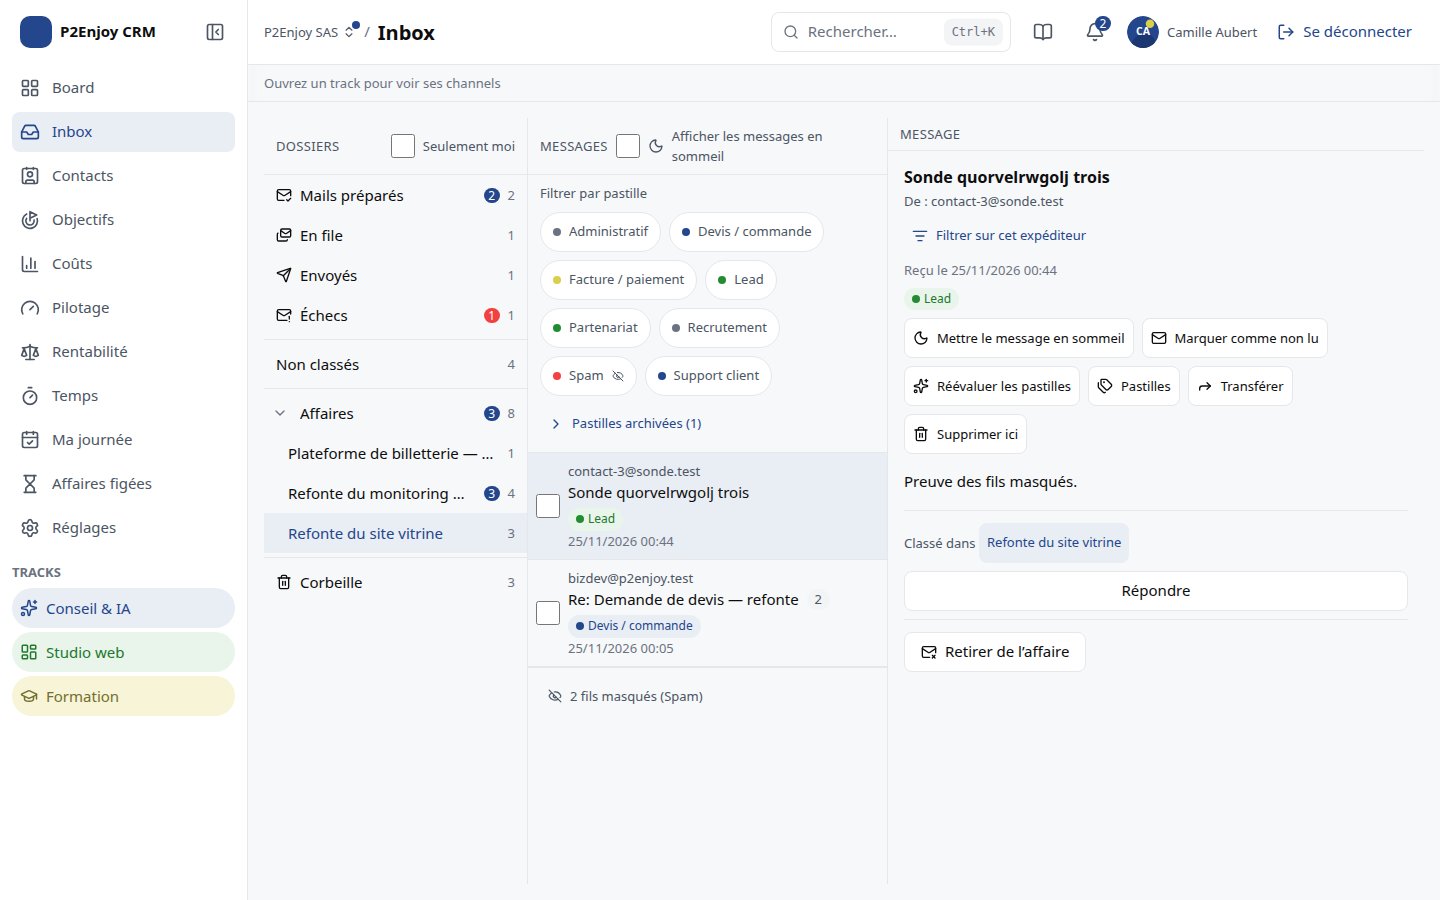 P2Enjoy CRM
Board
Inbox
Contacts
Objectifs
Coûts
Pilotage
Rentabilité
Temps
Ma journée
Affaires figées
Réglages
TRACKS
Conseil & IA
Studio web
Formation
P2Enjoy SAS / Inbox
Rechercher... Ctrl+K
2
CA Camille Aubert
Se déconnecter
Ouvrez un track pour voir ses channels
DOSSIERS Seulement moi
Mails préparés 2 2
En file 1
Envoyés 1
Échecs 1 1
Non classés 4
Affaires 3 8
Plateforme de billetterie — ... 1
Refonte du monitoring ... 3 4
Refonte du site vitrine 3
Corbeille 3
MESSAGES Afficher les messages en
sommeil
Filtrer par pastille
Administratif Devis / commande
Facture / paiement Lead
Partenariat Recrutement
Spam Support client
Pastilles archivées (1)
contact-3@sonde.test
Sonde quorvelrwgolj trois
Lead
25/11/2026 00:44
bizdev@p2enjoy.test
Re: Demande de devis — refonte 2
Devis / commande
25/11/2026 00:05
2 fils masqués (Spam)
MESSAGE
Sonde quorvelrwgolj trois
De : contact-3@sonde.test
Filtrer sur cet expéditeur
Reçu le 25/11/2026 00:44
Lead
Mettre le message en sommeil Marquer comme non lu
Réévaluer les pastilles Pastilles Transférer
Supprimer ici
Preuve des fils masqués.
Classé dans Refonte du site vitrine
Répondre
Retirer de l'affaire